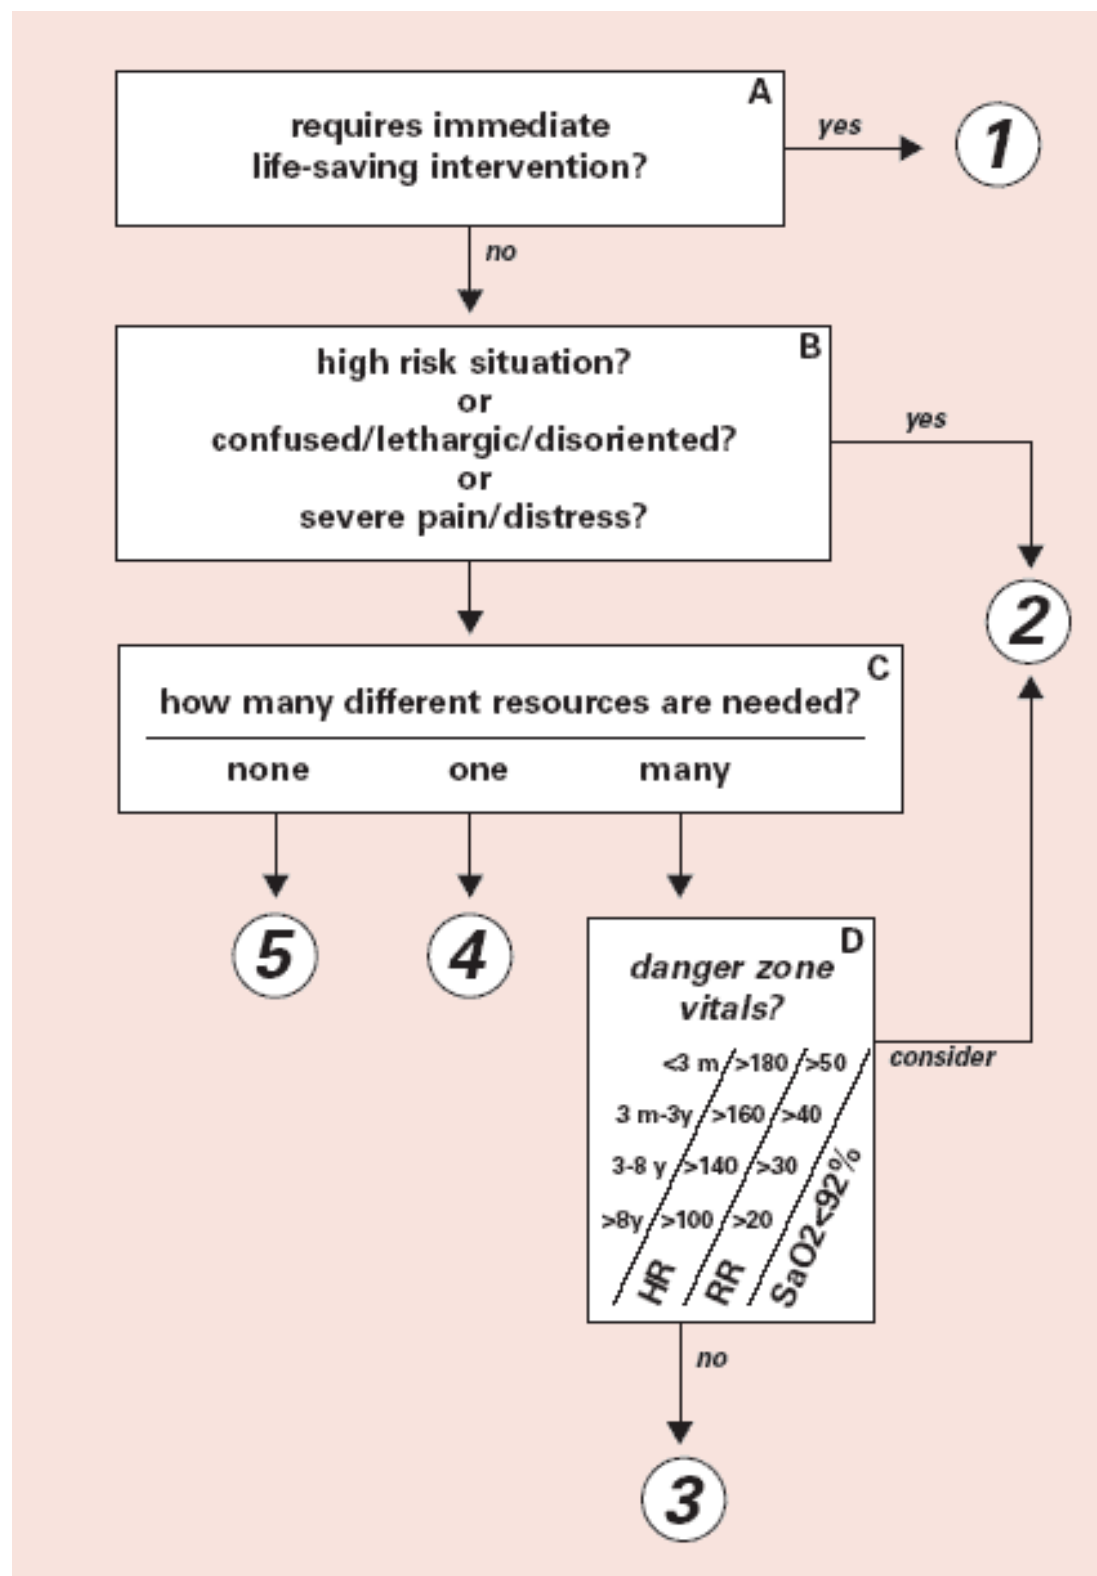 A
requires immediate
life-saving intervention?
yes
1
no
B
high risk situation?
or
confused/lethargic/disoriented?
or
severe pain/distress?
yes
2
C
how many different resources are needed?
none one many
5
4
D
danger zone
vitals?
<3 m >180 >50
3 m-3y >160 >40
3-8 y >140 >30
>8y >100 >20
HR RR SaO2<92%
consider
no
3